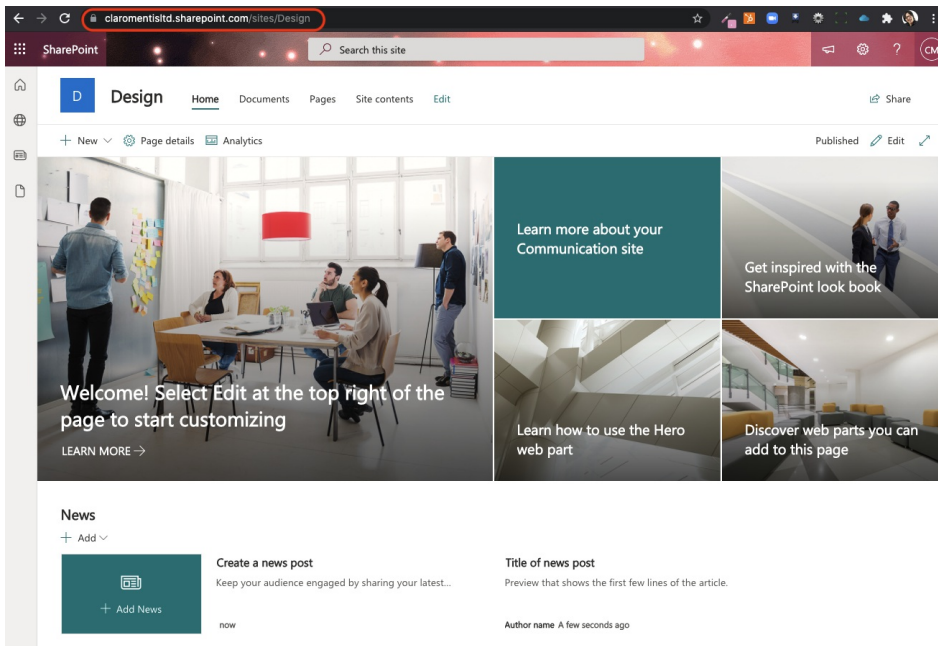 claromentisltd.sharepoint.com/sites/Design
SharePoint
Search this site
?
CM
D
Design
Home
Documents
Pages
Site contents
Edit
Share
New
Page details
Analytics
Published
Edit
Welcome! Select Edit at the top right of the
page to start customizing
LEARN MORE →
Learn more about your
Communication site
Get inspired with the
SharePoint look book
Learn how to use the Hero
web part
Discover web parts you can
add to this page
News
+ Add
+ Add News
Create a news post
Keep your audience engaged by sharing your latest...
now
Title of news post
Preview that shows the first few lines of the article.
Author name A few seconds ago